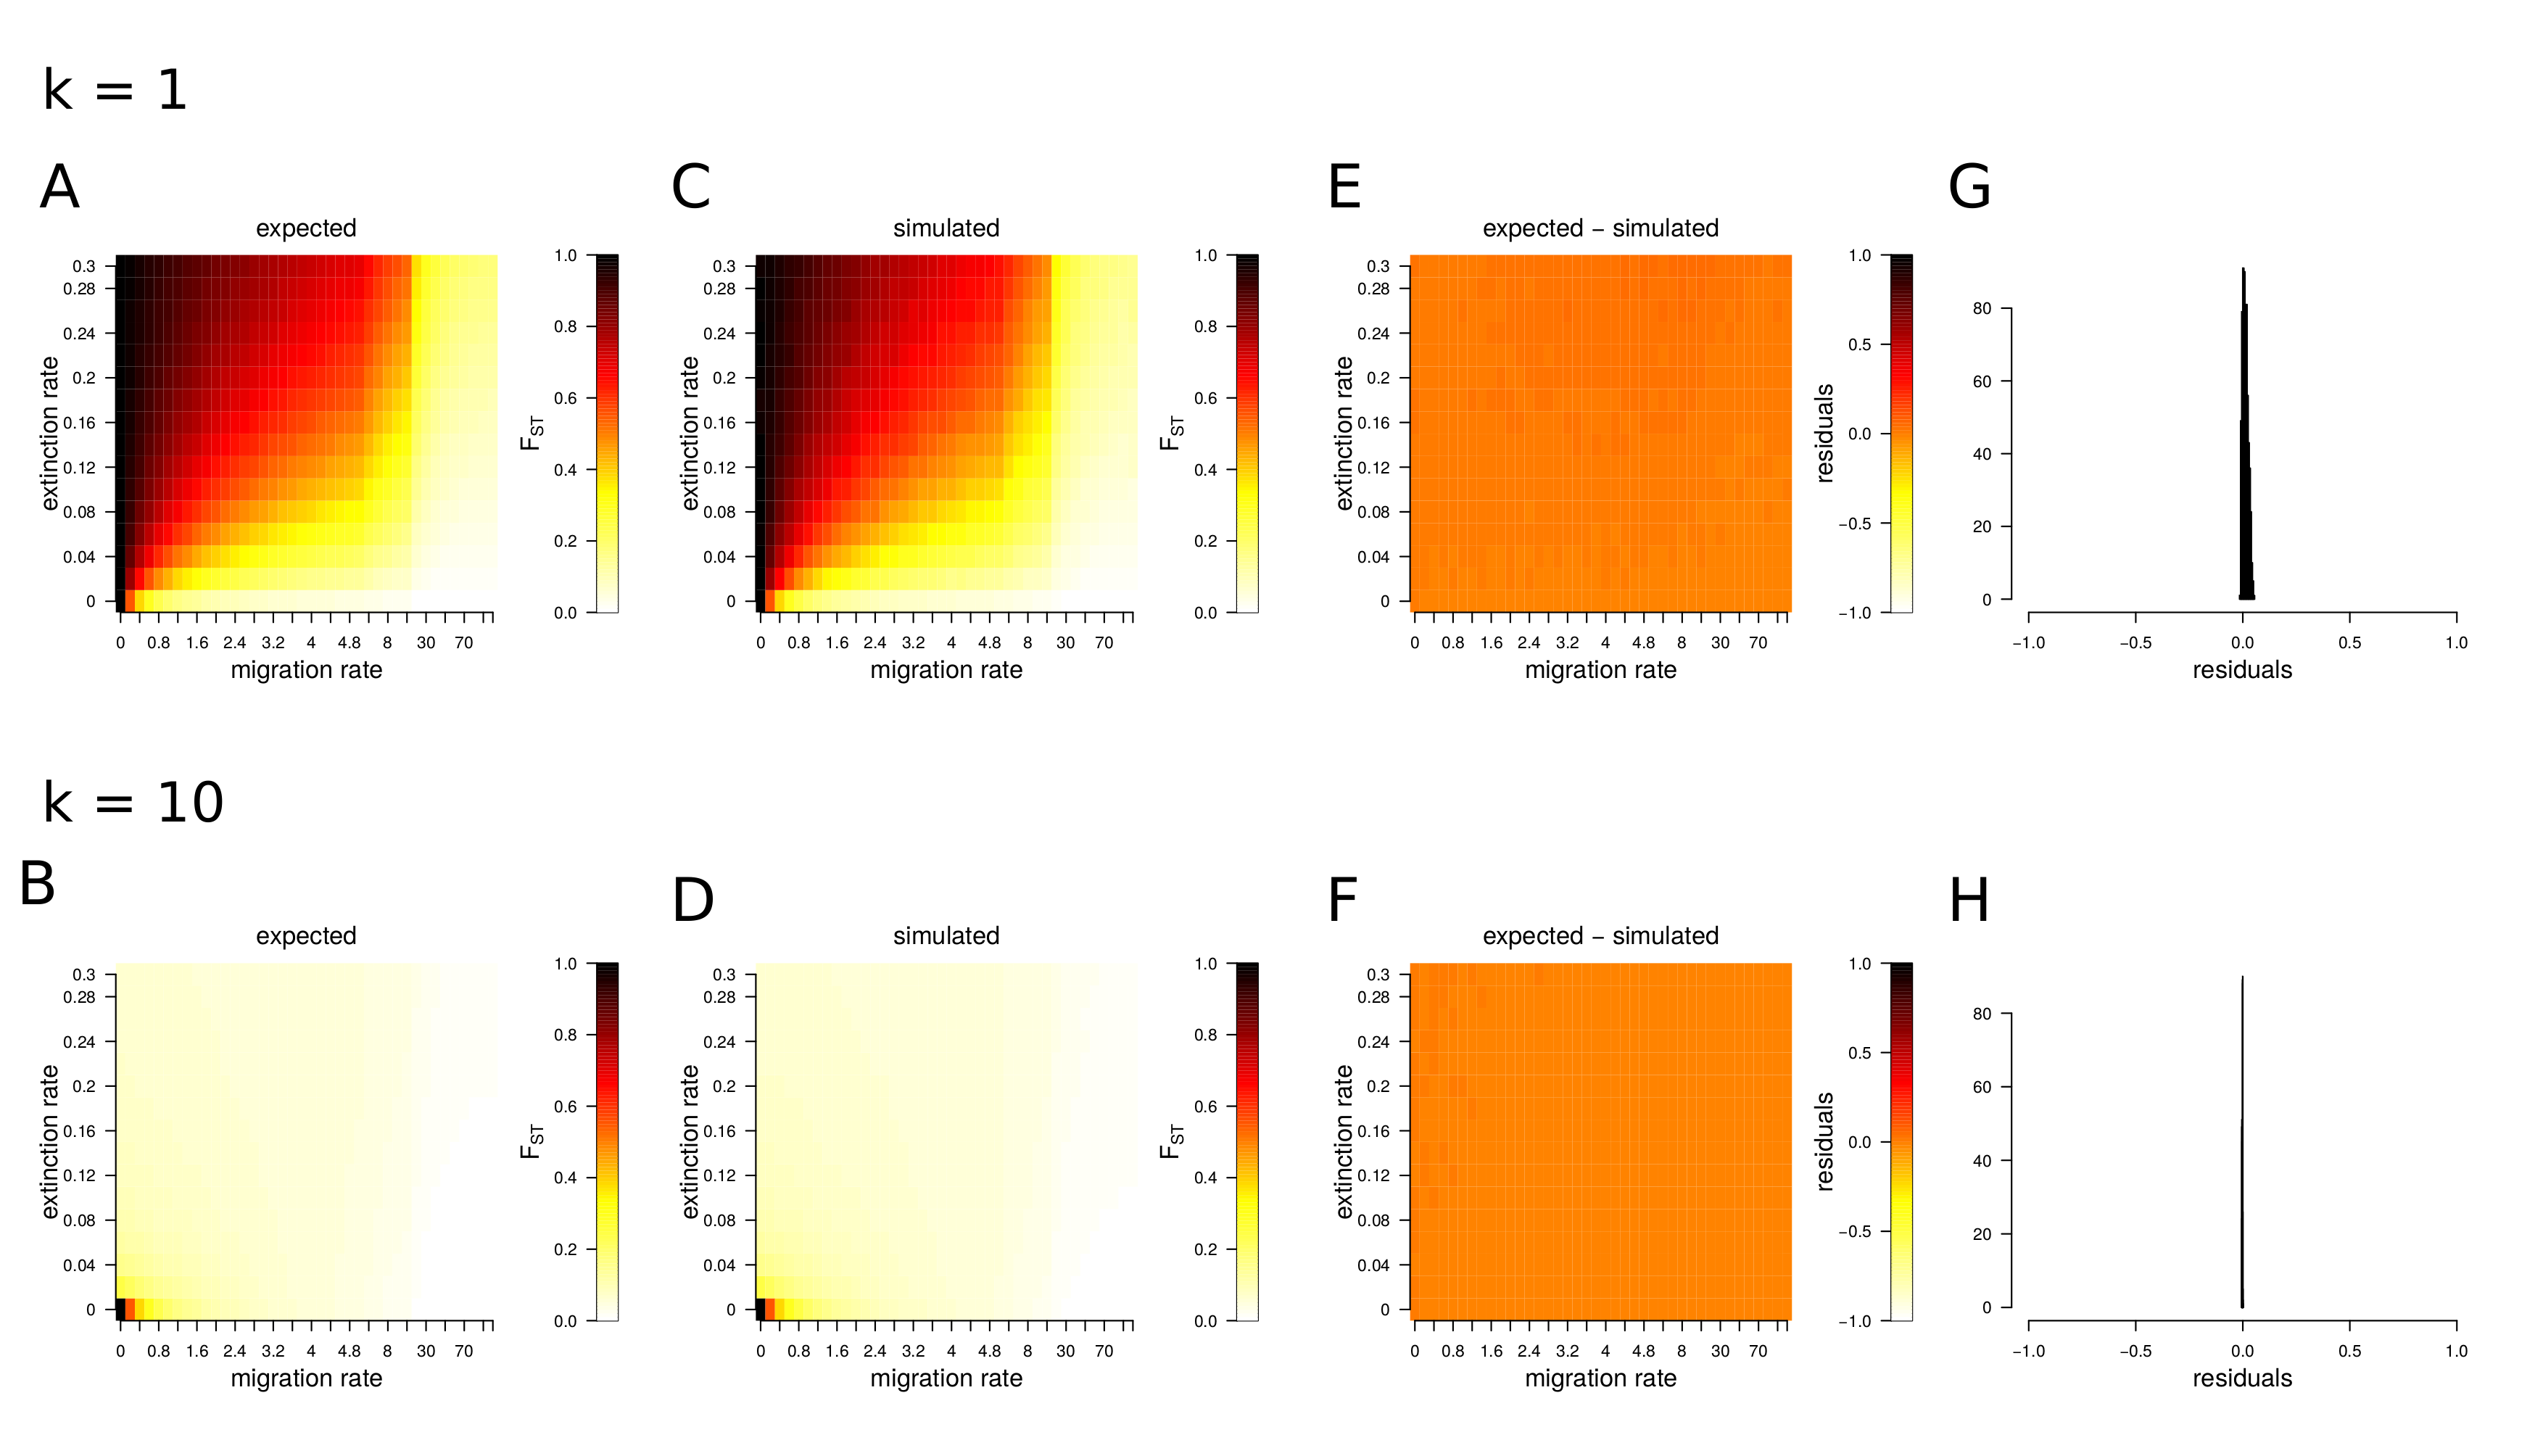 k = 1
A
C
E
G
expected
simulated
expected − simulated
extinction rate
0.3
0.28
0.24
0.2
0.16
0.12
0.08
0.04
0
0 0.8 1.6 2.4 3.2 4 4.8 8 30 70
migration rate
FST
1.0
0.8
0.6
0.4
0.2
0.0
extinction rate
0.3
0.28
0.24
0.2
0.16
0.12
0.08
0.04
0
0 0.8 1.6 2.4 3.2 4 4.8 8 30 70
migration rate
FST
1.0
0.8
0.6
0.4
0.2
0.0
extinction rate
0.3
0.28
0.24
0.2
0.16
0.12
0.08
0.04
0
0 0.8 1.6 2.4 3.2 4 4.8 8 30 70
migration rate
residuals
1.0
0.5
0.0
−0.5
−1.0
80
60
40
20
0
−1.0 −0.5 0.0 0.5 1.0
residuals
k = 10
B
D
F
H
expected
simulated
expected − simulated
extinction rate
0.3
0.28
0.24
0.2
0.16
0.12
0.08
0.04
0
0 0.8 1.6 2.4 3.2 4 4.8 8 30 70
migration rate
FST
1.0
0.8
0.6
0.4
0.2
0.0
extinction rate
0.3
0.28
0.24
0.2
0.16
0.12
0.08
0.04
0
0 0.8 1.6 2.4 3.2 4 4.8 8 30 70
migration rate
FST
1.0
0.8
0.6
0.4
0.2
0.0
extinction rate
0.3
0.28
0.24
0.2
0.16
0.12
0.08
0.04
0
0 0.8 1.6 2.4 3.2 4 4.8 8 30 70
migration rate
residuals
1.0
0.5
0.0
−0.5
−1.0
80
60
40
20
0
−1.0 −0.5 0.0 0.5 1.0
residuals